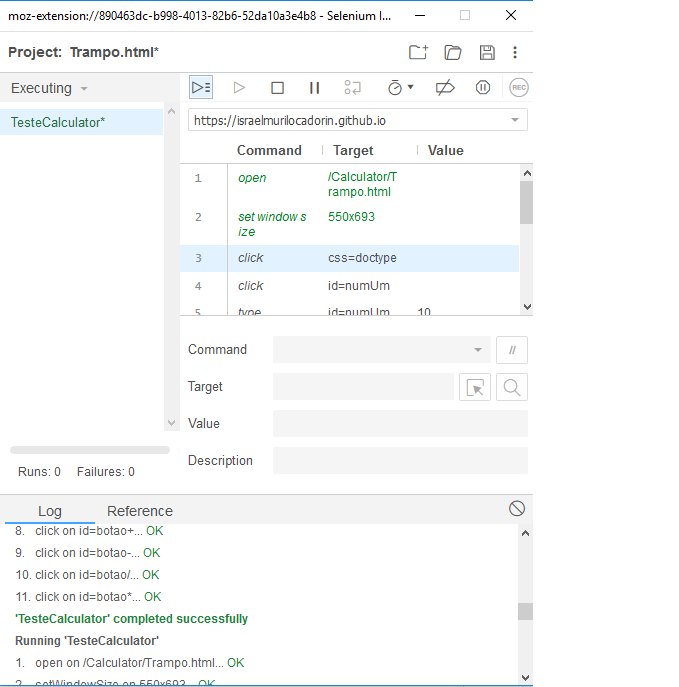 moz-extension://890463dc-b998-4013-82b6-52da10a3e4b8 - Selenium I...
Project: Trampo.html*
Executing
TesteCalculator*
REC
https://israelmurilocadorin.github.io
Command Target Value
1 open /Calculator/T
rampo.html
2 set window s 550x693
ize
3 click css=doctype
4 click id=numUm
5 type id=numUm 10
Command //
Target
Value
Description
Runs: 0 Failures: 0
Log Reference
8. click on id=botao+... OK
9. click on id=botao-... OK
10. click on id=botao/... OK
11. click on id=botao*... OK
'TesteCalculator' completed successfully
Running 'TesteCalculator'
1. open on /Calculator/Trampo.html... OK
2. setWindowSize on 550x693... OK